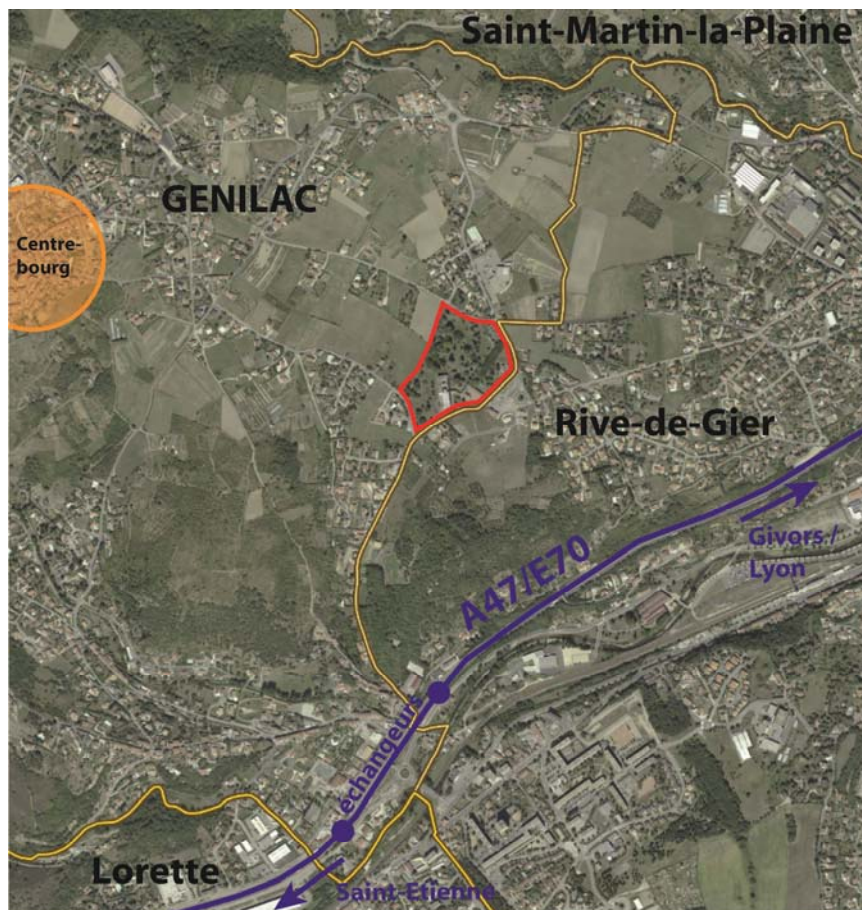 Saint-Martin-la-Plaine
GENILAC
Centre-
bourg
Rive-de-Gier
A47/E70
Givors /
Lyon
échangeurs
Lorette
Saint-Etienne